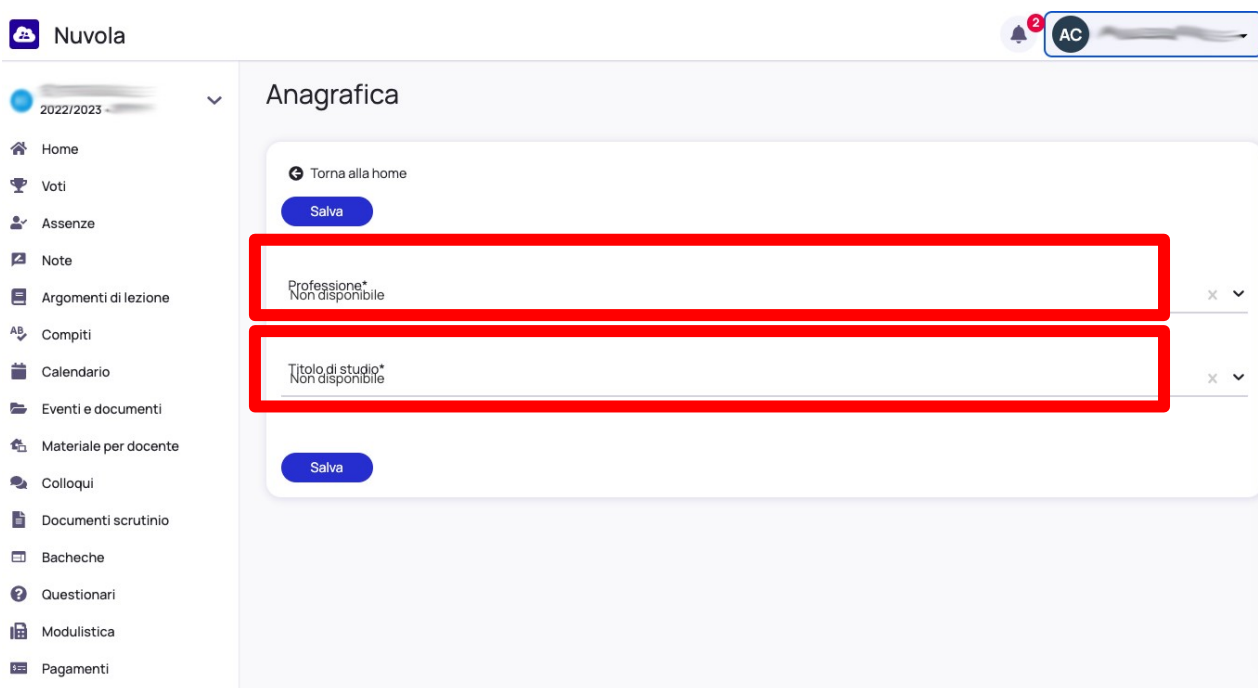 Nuvola
2
AC
2022/2023 -
Anagrafica
Home
Voti
Assenze
Note
Argomenti di lezione
AB
Compiti
Calendario
Eventi e documenti
Materiale per docente
Colloqui
Documenti scrutinio
Bacheche
Questionari
Modulistica
Pagamenti
Torna alla home
Salva
Professione*
Non disponibile
Titolo di studio*
Non disponibile
Salva